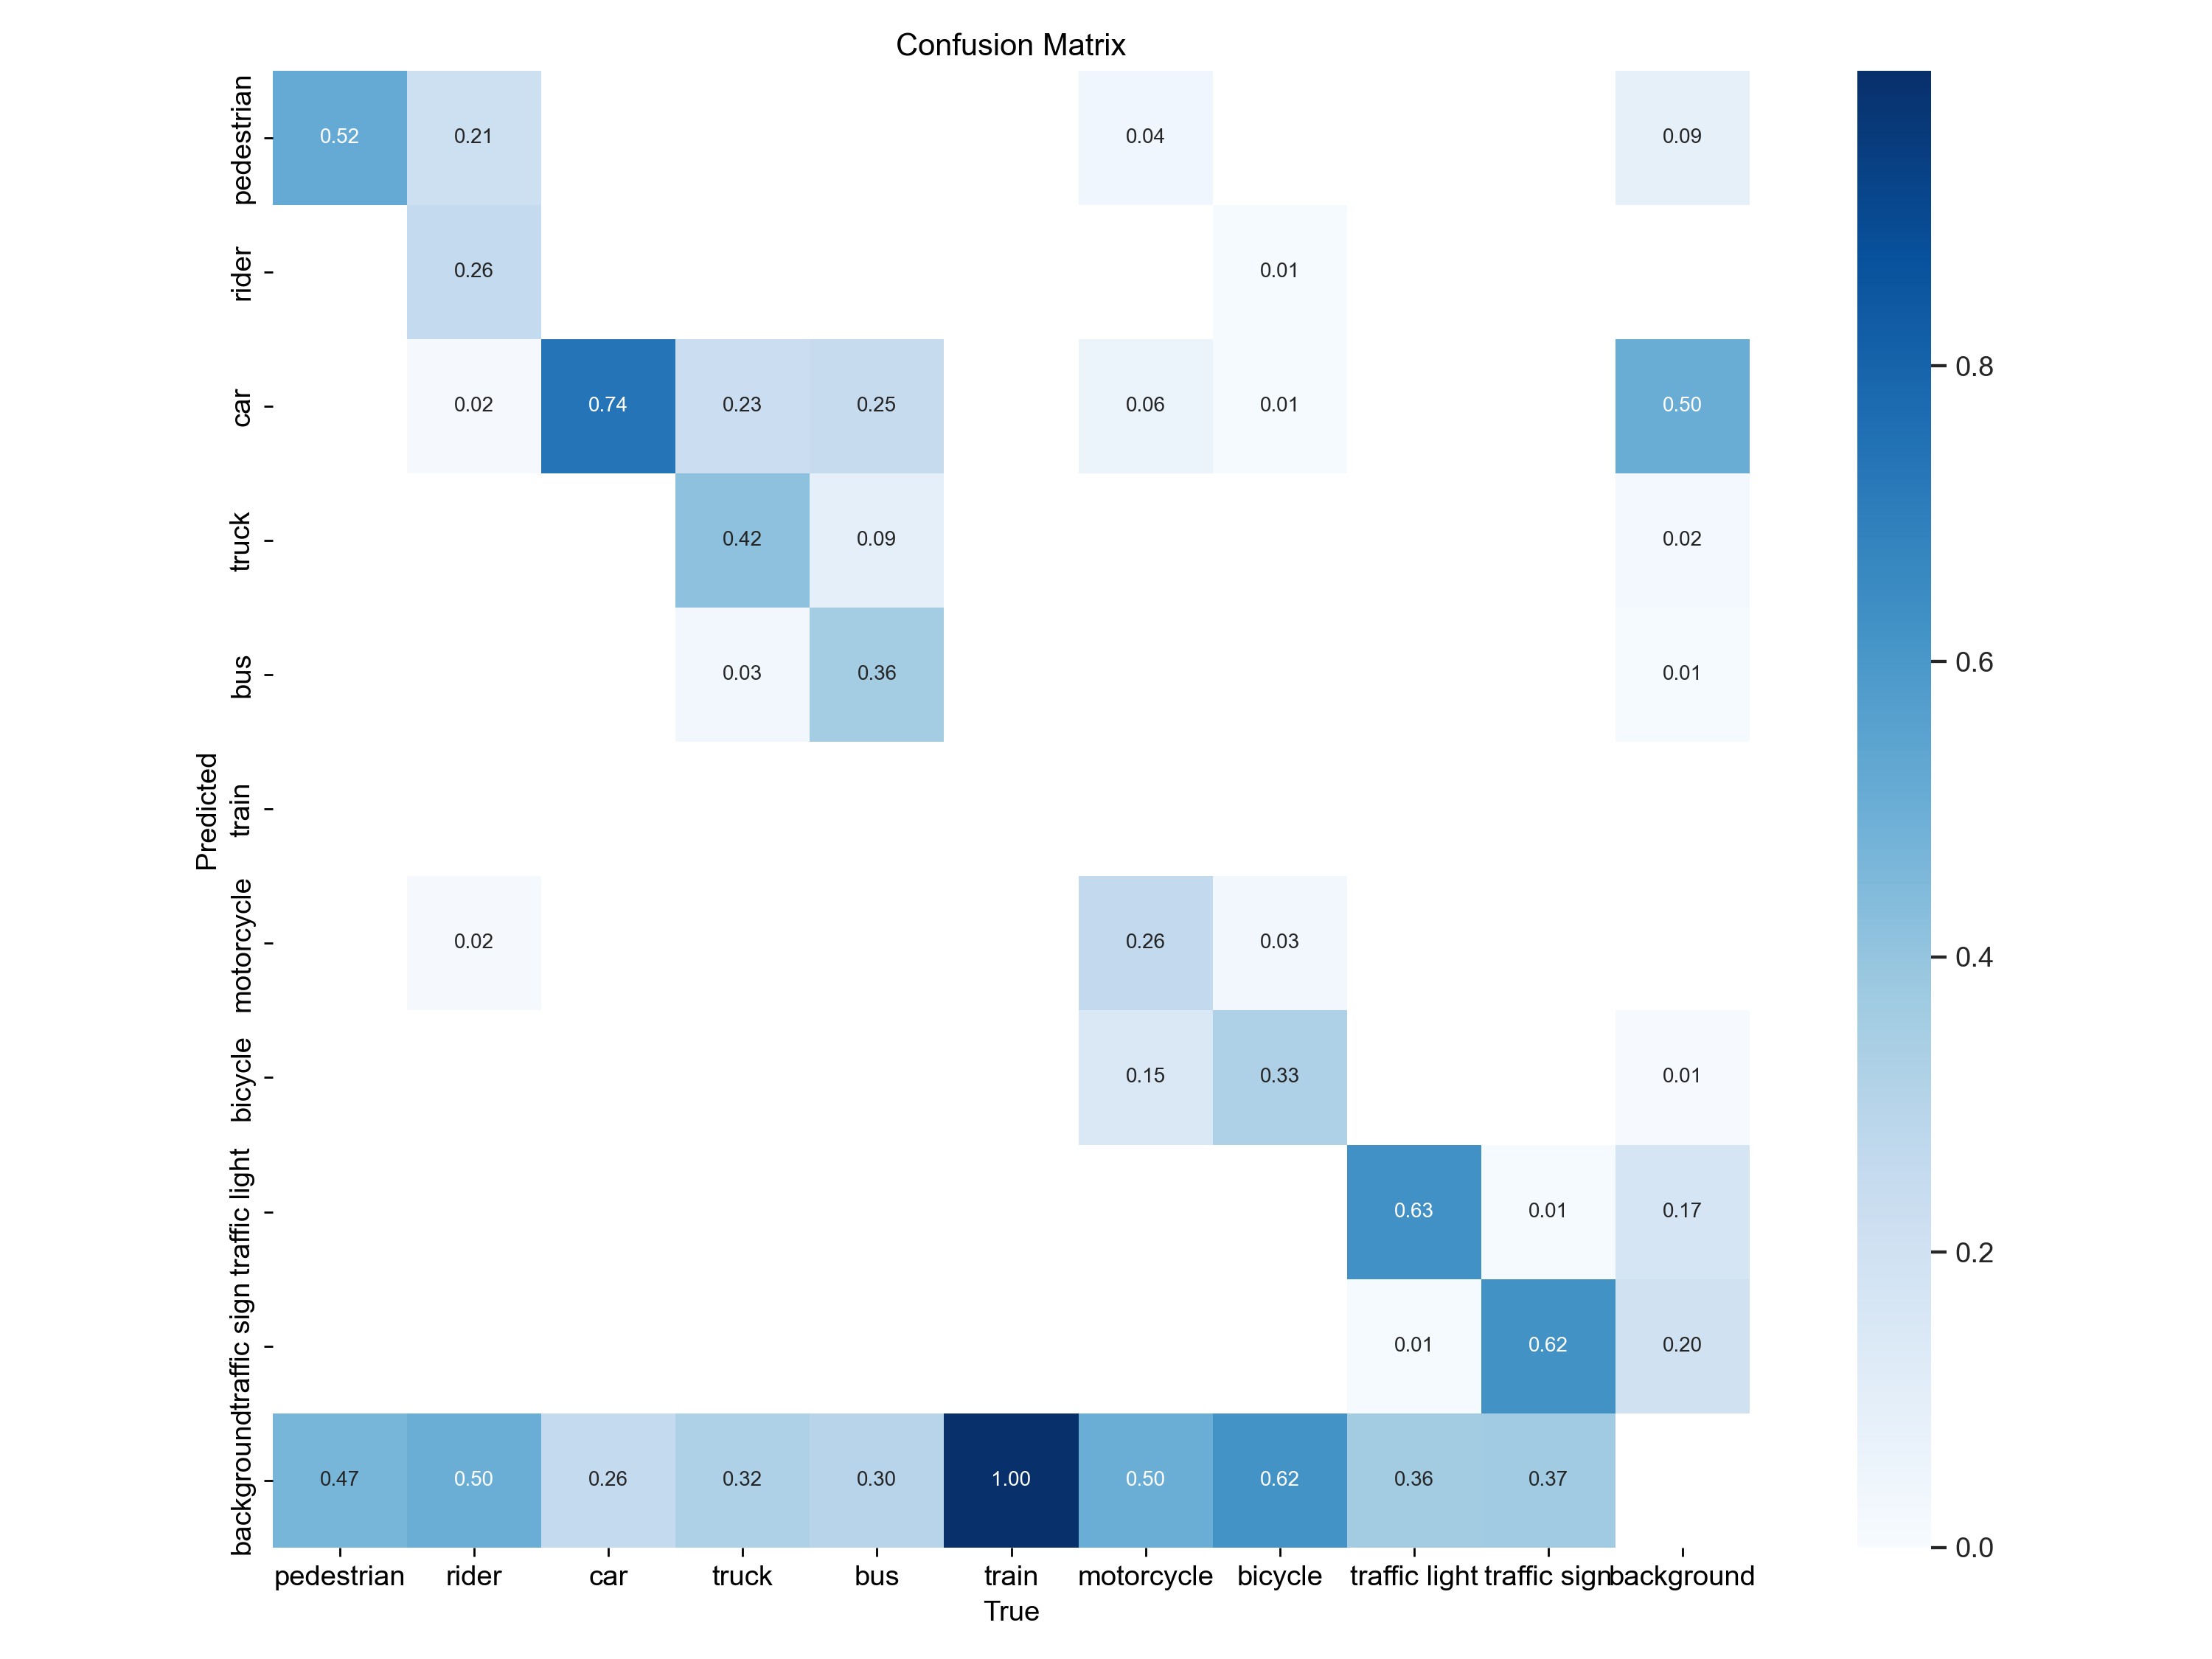 Confusion Matrix
pedestrian 0.52 0.21 0.04 0.09
rider 0.26 0.01
car 0.02 0.74 0.23 0.25 0.06 0.01 0.50 0.8
truck 0.42 0.09 0.02
bus 0.03 0.36 0.01 0.6
Predicted
train
motorcycle 0.02 0.26 0.03 0.4
bicycle 0.15 0.33 0.01
traffic light 0.63 0.01 0.17 0.2
traffic sign 0.01 0.62 0.20
background 0.47 0.50 0.26 0.32 0.30 1.00 0.50 0.62 0.36 0.37 0.0
pedestrian rider car truck bus train motorcycle bicycle traffic light traffic sign background
True